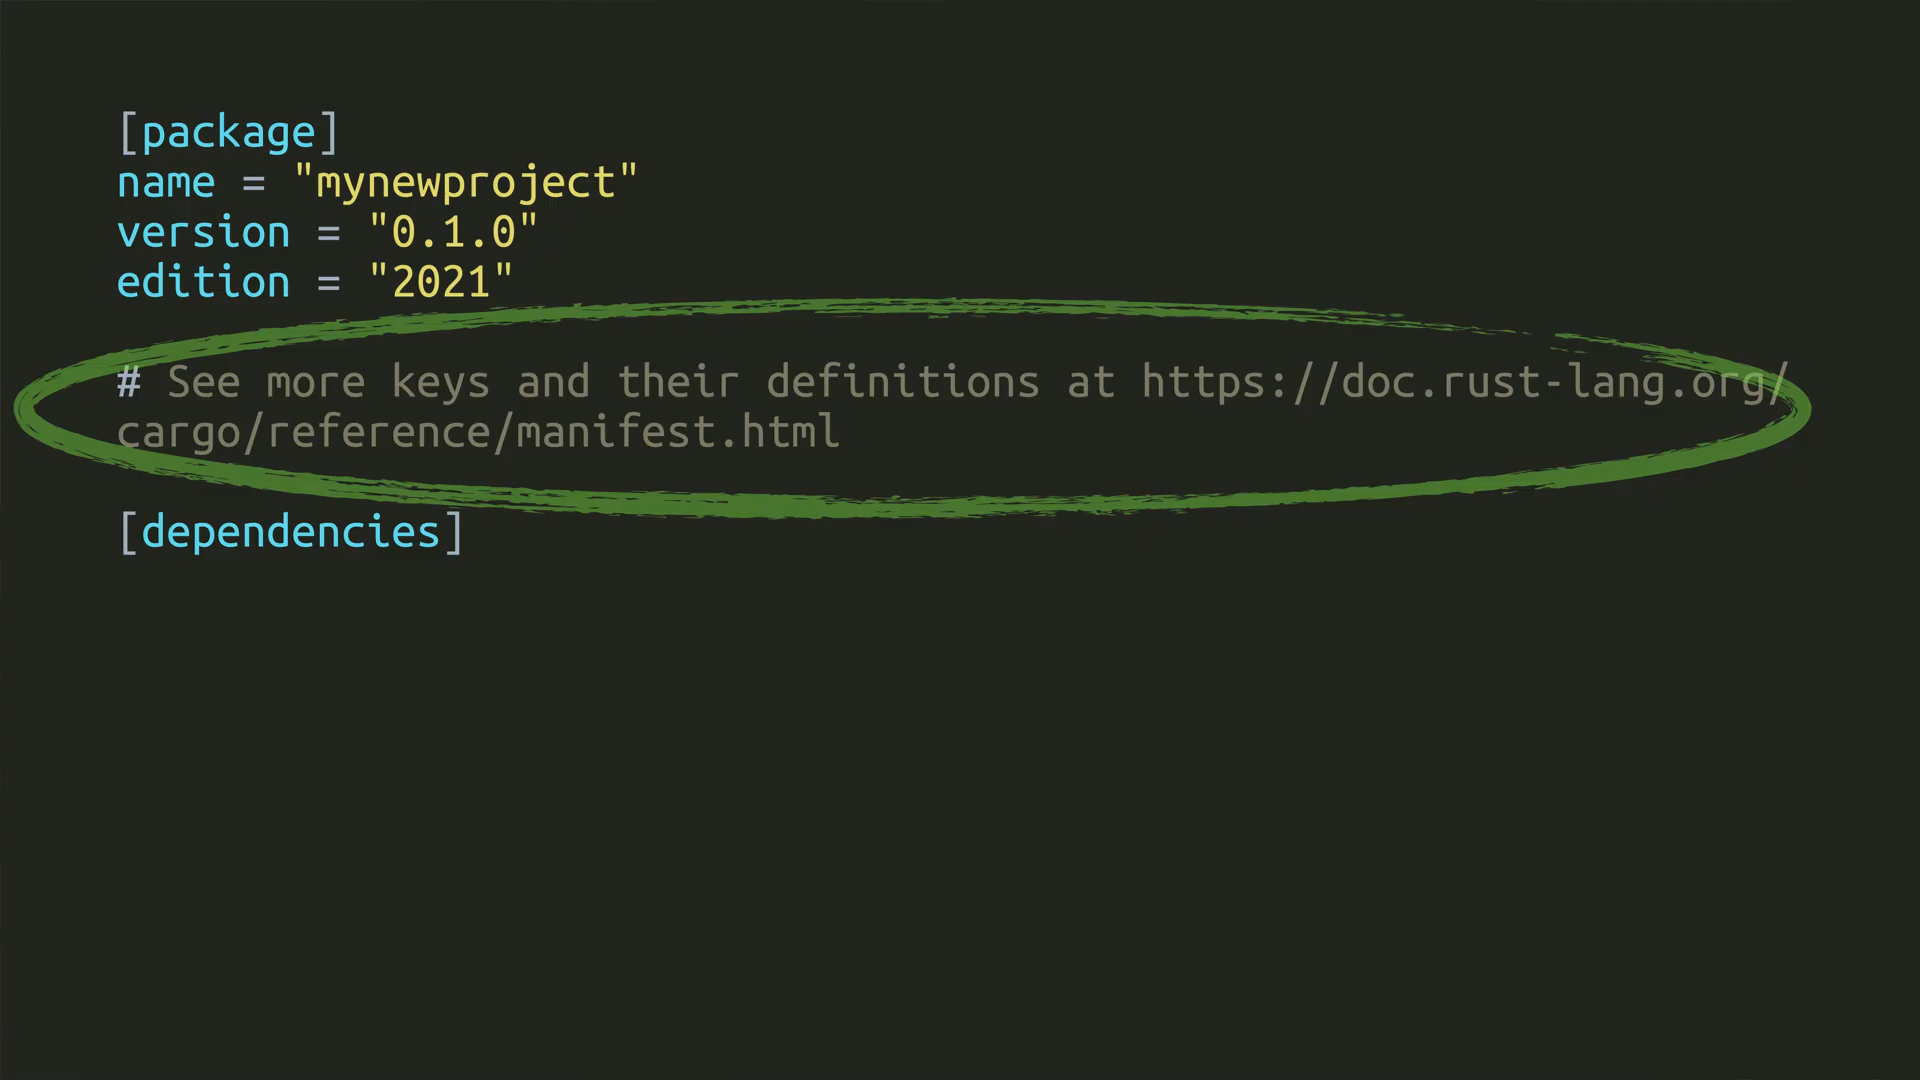 [package]
name = "mynewproject"
version = "0.1.0"
edition = "2021"
# See more keys and their definitions at https://doc.rust-lang.org/
cargo/reference/manifest.html
[dependencies]